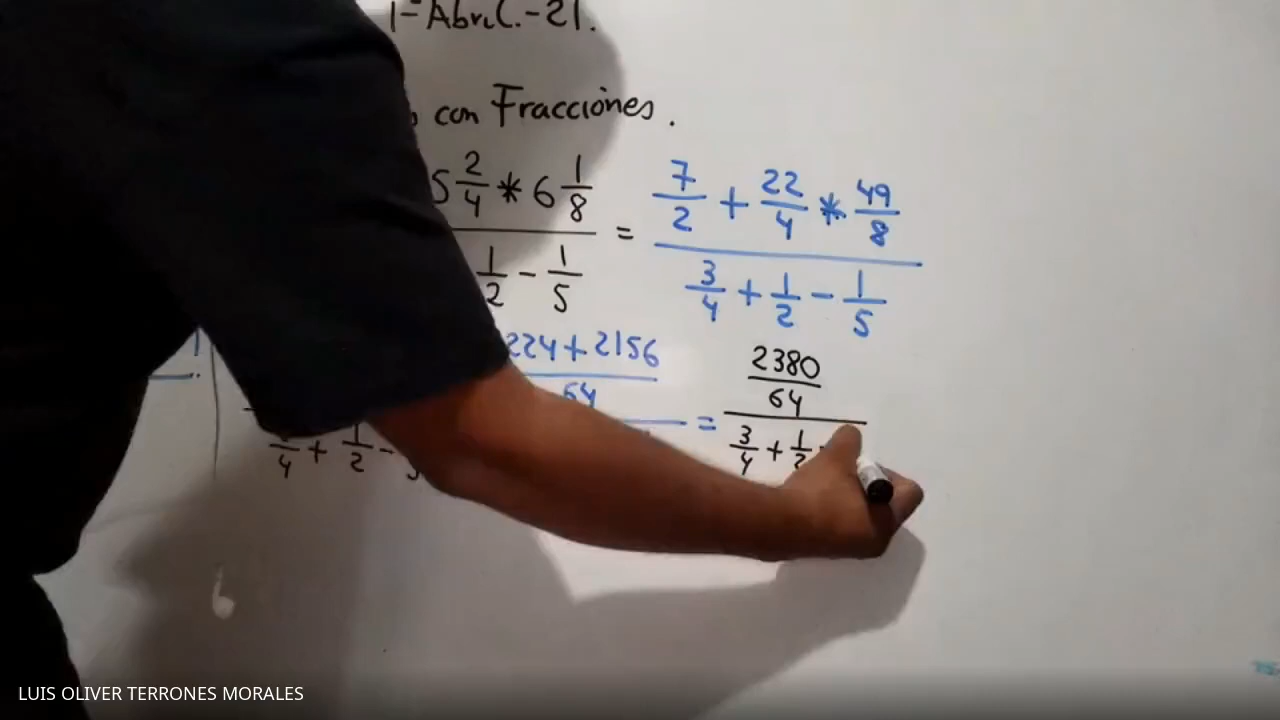 1-Abril.-21.
con Fracciones.
5 2/4 * 6 1/8 = 7/2 + 22/4 * 49/8
1/2 - 1/5 3/4 + 1/2 - 1/5
224+2156 2380
64 = 64
4 + 1/2 - 3/4 + 1/2
LUIS OLIVER TERRONES MORALES